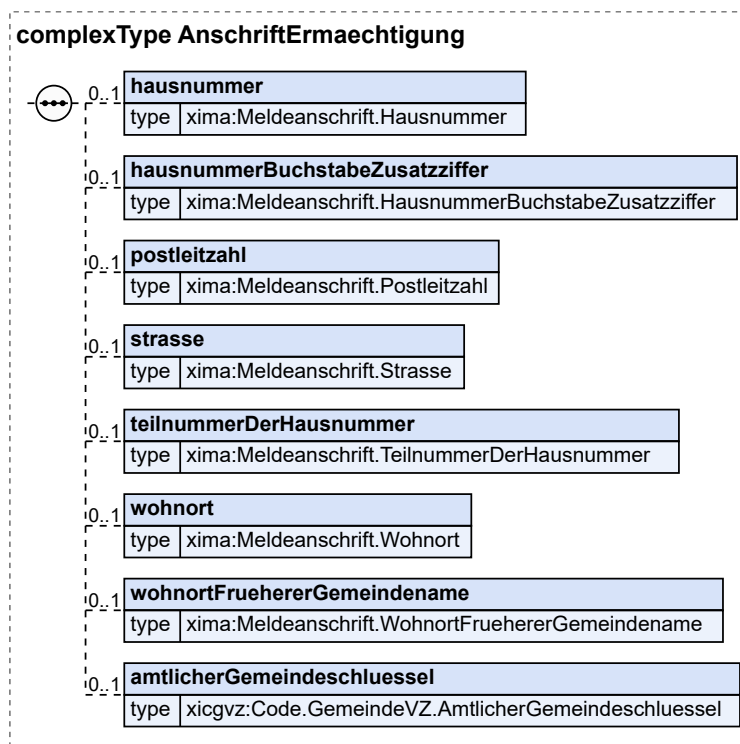 complexType AnschriftErmaechtigung
0..1 hausnummer
type xima:Meldeanschrift.Hausnummer
0..1 hausnummerBuchstabeZusatzziffer
type xima:Meldeanschrift.HausnummerBuchstabeZusatzziffer
0..1 postleitzahl
type xima:Meldeanschrift.Postleitzahl
0..1 strasse
type xima:Meldeanschrift.Strasse
0..1 teilnummerDerHausnummer
type xima:Meldeanschrift.TeilnummerDerHausnummer
0..1 wohnort
type xima:Meldeanschrift.Wohnort
0..1 wohnortFruehererGemeindename
type xima:Meldeanschrift.WohnortFruehererGemeindename
0..1 amtlicherGemeindeschluessel
type xicgvz:Code.GemeindeVZ.AmtlicherGemeindeschluessel